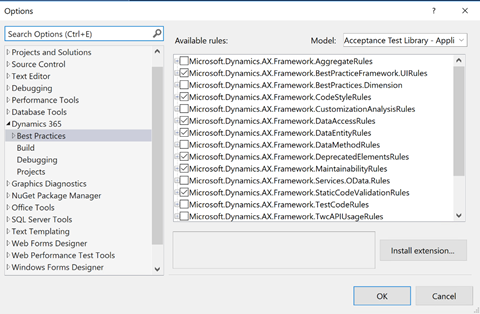 Options
Search Options (Ctrl+E)
Projects and Solutions
Source Control
Text Editor
Debugging
Performance Tools
Database Tools
Dynamics 365
Best Practices
Build
Debugging
Projects
Graphics Diagnostics
NuGet Package Manager
Office Tools
SQL Server Tools
Text Templating
Web Forms Designer
Web Performance Test Tools
Windows Forms Designer
Available rules:
Model:
Acceptance Test Library - Appli
Microsoft.Dynamics.AX.Framework.AggregateRules
Microsoft.Dynamics.AX.BestPracticeFramework.UIRules
Microsoft.Dynamics.AX.BestPractices.Dimension
Microsoft.Dynamics.AX.Framework.CodeStyleRules
Microsoft.Dynamics.AX.Framework.CustomizationAnalysisRules
Microsoft.Dynamics.AX.Framework.DataAccessRules
Microsoft.Dynamics.AX.Framework.DataEntityRules
Microsoft.Dynamics.AX.Framework.DataMethodRules
Microsoft.Dynamics.AX.Framework.DeprecatedElementsRules
Microsoft.Dynamics.AX.Framework.MaintainabilityRules
Microsoft.Dynamics.AX.Framework.Services.OData.Rules
Microsoft.Dynamics.AX.Framework.StaticCodeValidationRules
Microsoft.Dynamics.AX.Framework.TestCodeRules
Microsoft.Dynamics.AX.Framework.TwcAPIUsageRules
Install extension...
OK
Cancel